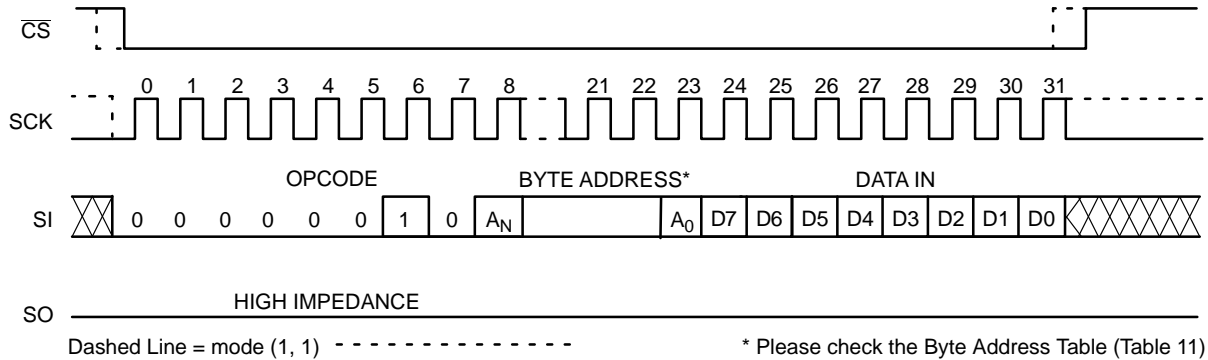 CS
0 1 2 3 4 5 6 7 8 21 22 23 24 25 26 27 28 29 30 31
SCK
OPCODE BYTE ADDRESS* DATA IN
SI 0 0 0 0 0 0 1 0 AN A0 D7 D6 D5 D4 D3 D2 D1 D0
HIGH IMPEDANCE
SO
Dashed Line = mode (1, 1) * Please check the Byte Address Table (Table 11)